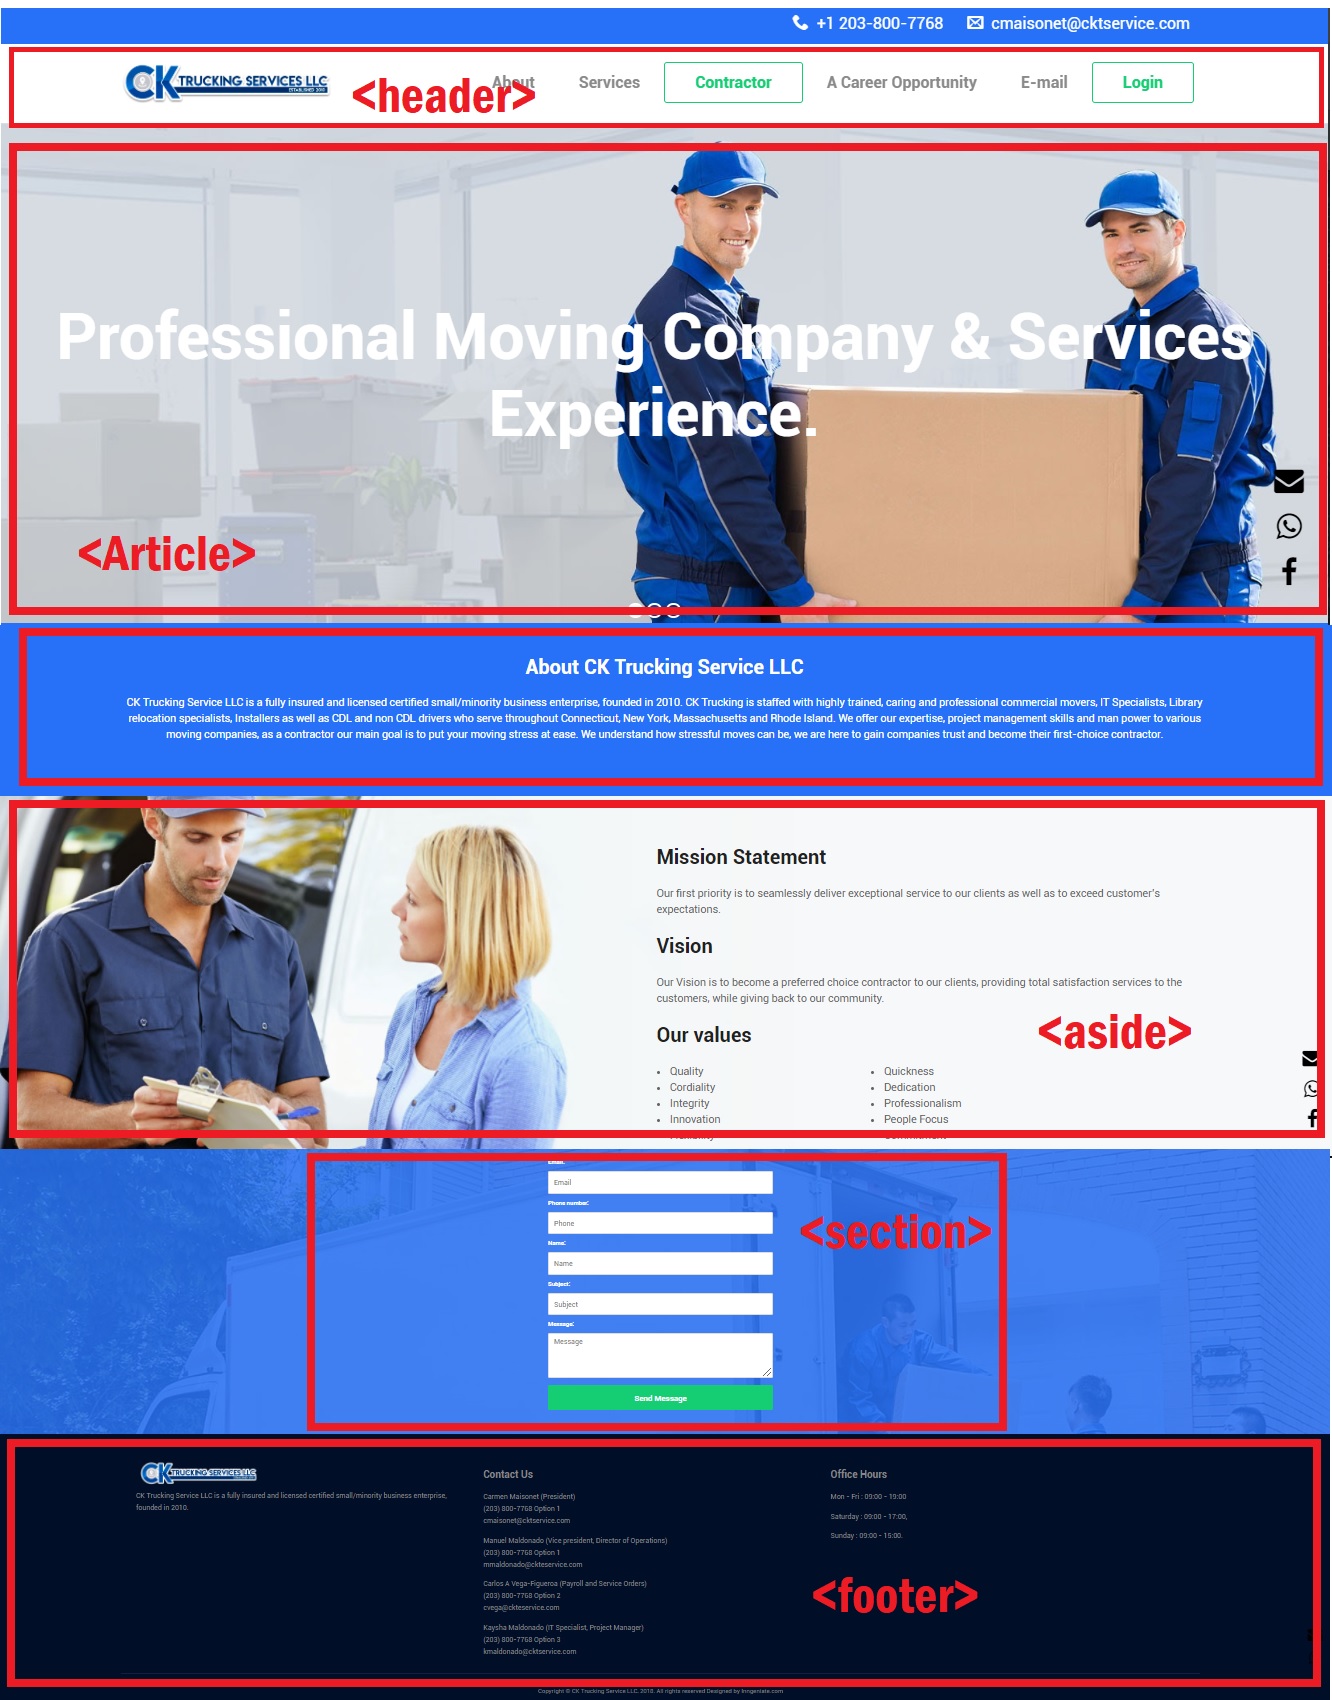 +1 203-800-7768 cmaisonet@cktservice.com
CK TRUCKING SERVICES LLC
ESTABLISHED 2010
<header>
About Services Contractor A Career Opportunity E-mail Login
Professional Moving Company & Services
Experience.
<Article>
About CK Trucking Service LLC
CK Trucking Service LLC is a fully insured and licensed certified small/minority business enterprise, founded in 2010. CK Trucking is staffed with highly trained, caring and professional commercial movers, IT Specialists, Library
relocation specialists, Installers as well as CDL and non CDL drivers who serve throughout Connecticut, New York, Massachusetts and Rhode Island. We offer our expertise, project management skills and man power to various
moving companies, as a contractor our main goal is to put your moving stress at ease. We understand how stressful moves can be, we are here to gain companies trust and become their first-choice contractor.
Mission Statement
Our first priority is to seamlessly deliver exceptional service to our clients as well as to exceed customer's
expectations.
Vision
Our Vision is to become a preferred choice contractor to our clients, providing total satisfaction services to the
customers, while giving back to our community.
<aside>
Our values
• Quality • Quickness
• Cordiality • Dedication
• Integrity • Professionalism
• Innovation • People Focus
Email:
Email
Phone number:
Phone
<section>
Name:
Name
Subject:
Subject
Message:
Message
Send Message
CK TRUCKING SERVICES LLC
CK Trucking Service LLC is a fully insured and licensed certified small/minority business enterprise,
founded in 2010.
Contact Us
Carmen Maisonet (President)
(203) 800-7768 Option 1
cmaisonet@cktservice.com
Manuel Maldonado (Vice president, Director of Operations)
(203) 800-7768 Option 1
mmaldonado@ckteservice.com
Carlos A Vega-Figueroa (Payroll and Service Orders)
(203) 800-7768 Option 2
cvega@ckteservice.com
Kaysha Maldonado (IT Specialist, Project Manager)
(203) 800-7768 Option 3
kmaldonado@cktservice.com
Office Hours
Mon - Fri : 09:00 - 19:00
Saturday : 09:00 - 17:00,
Sunday : 09:00 - 15:00.
<footer>
Copyright © CK Trucking Service LLC, 2018. All rights reserved Designed by Inngeniate.com